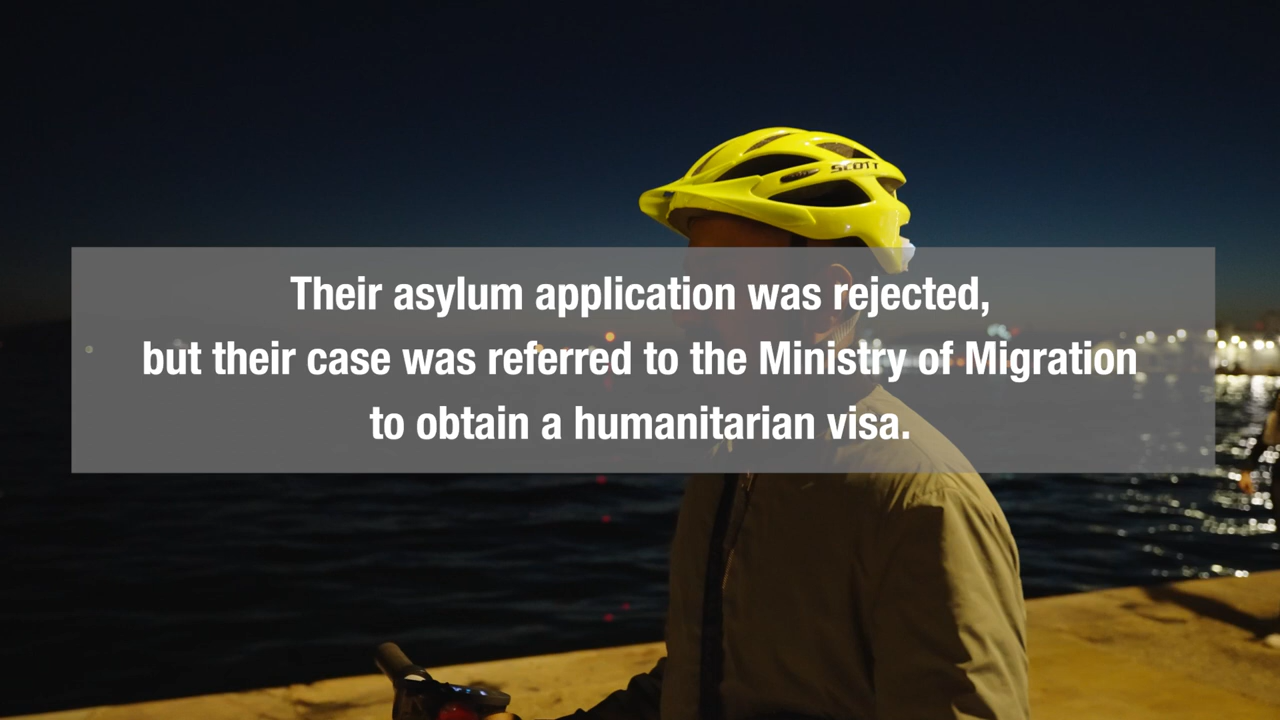 SCOTT
Their asylum application was rejected,
but their case was referred to the Ministry of Migration
to obtain a humanitarian visa.